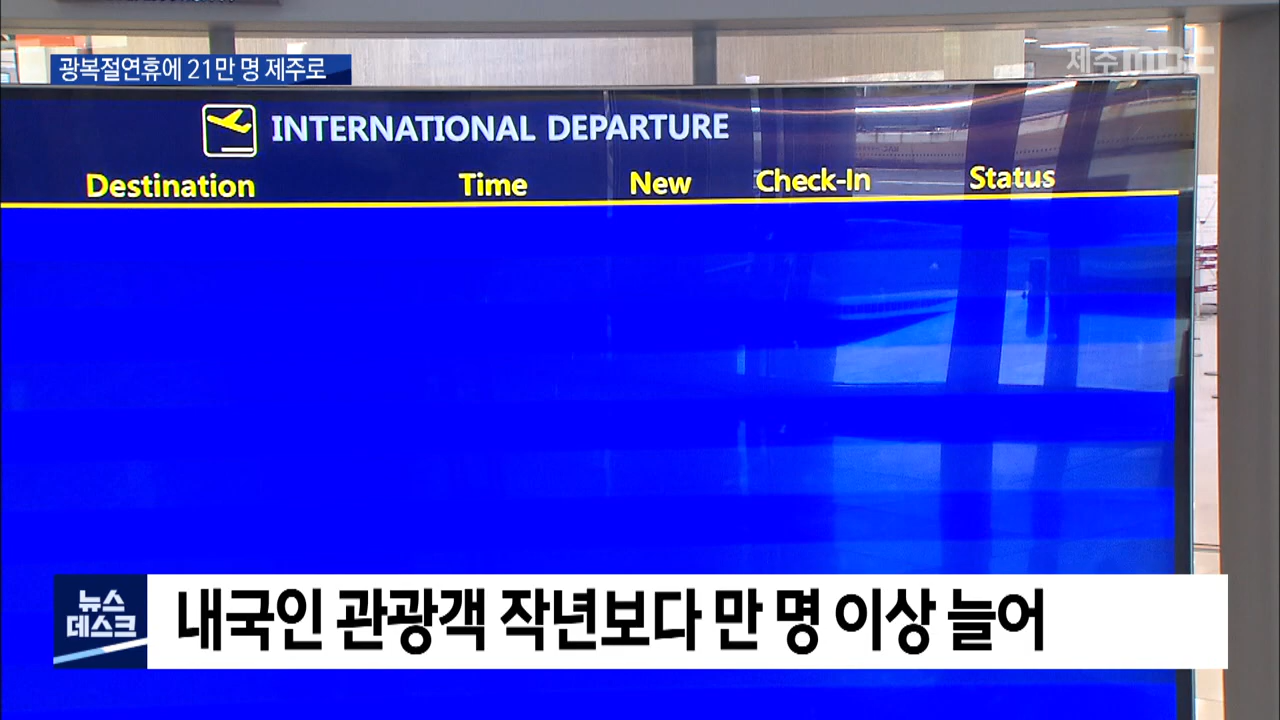 광복절연휴에 21만 명 제주로
제주MBC
INTERNATIONAL DEPARTURE
Destination Time New Check-In Status
뉴스
데스크
내국인 관광객 작년보다 만 명 이상 늘어